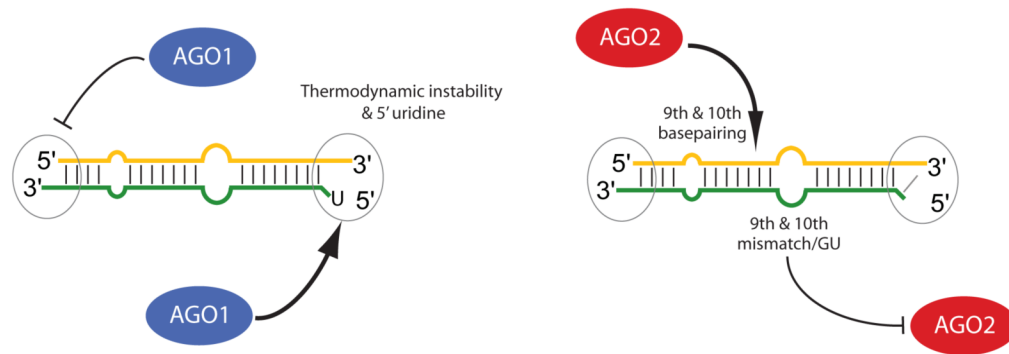 AGO1
Thermodynamic instability
& 5' uridine
5'
3'
3'
U 5'
AGO1
AGO2
9th & 10th
basepairing
5'
3'
3'
5'
9th & 10th
mismatch/GU
AGO2